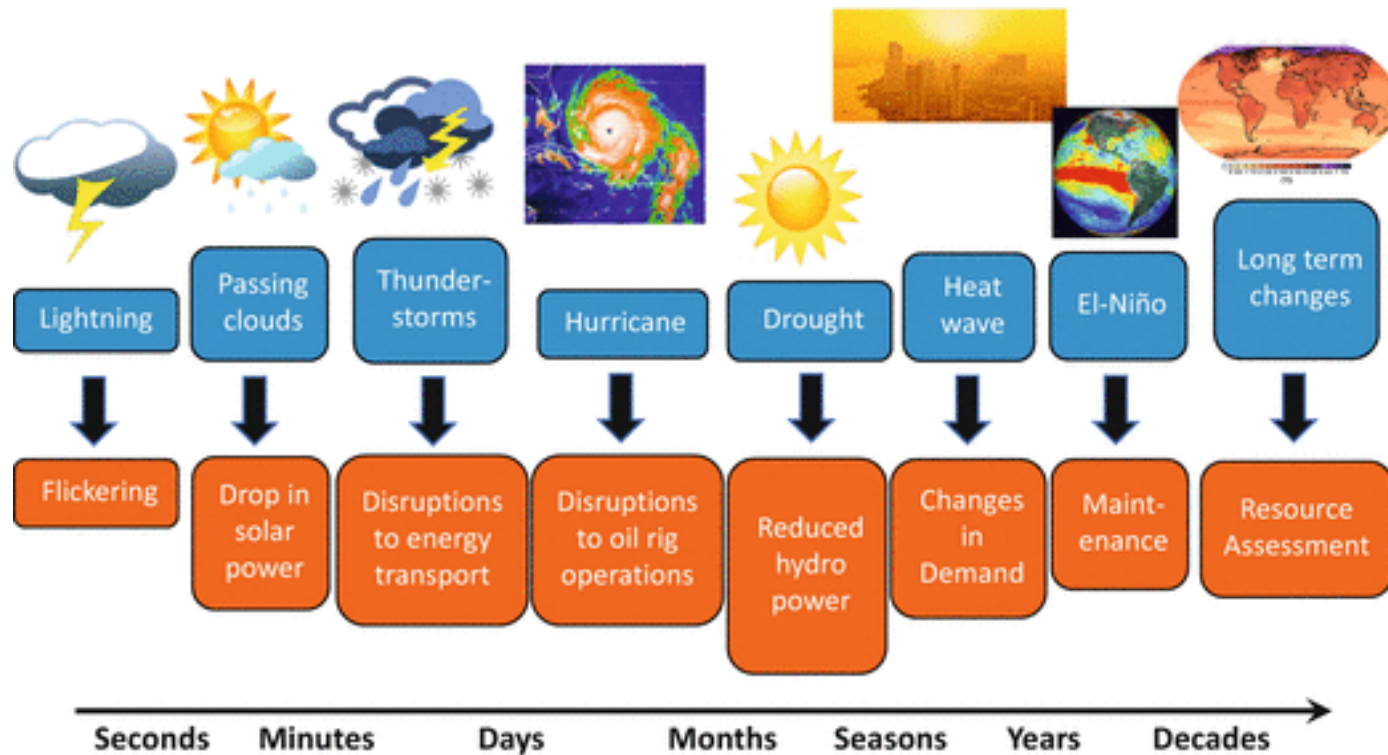 Lightning
Passing
clouds
Thunder-
storms
Hurricane
Drought
Heat
wave
El-Niño
Long term
changes
Flickering
Drop in
solar
power
Disruptions
to energy
transport
Disruptions
to oil rig
operations
Reduced
hydro
power
Changes
in
Demand
Maint-
enance
Resource
Assessment
Seconds Minutes Days Months Seasons Years Decades